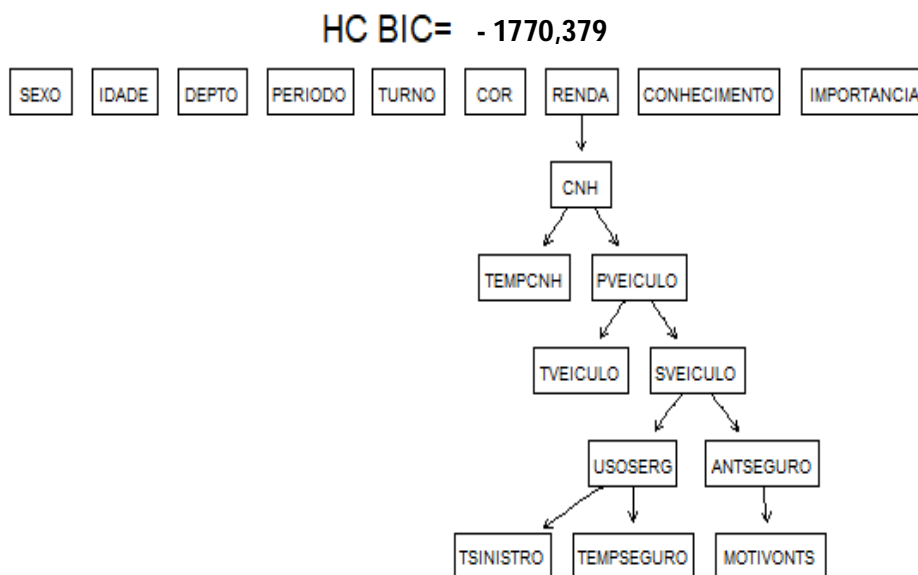 HC BIC= - 1770,379
SEXO IDADE DEPTO PERIODO TURNO COR RENDA CONHECIMENTO IMPORTANCIA
CNH
TEMPCNH PVEICULO
TVEICULO SVEICULO
USOSERG ANTSEGURO
TSINISTRO TEMPSEGURO MOTIVONTS